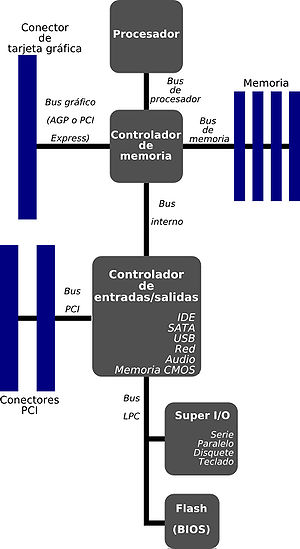 Conector
de
tarjeta gráfica
Procesador
Bus
de
procesador
Bus gráfico
(AGP o PCI
Express)
Controlador
de
memoria
Bus
de
memoria
Memoria
Bus
interno
Controlador
de
entradas/salidas
IDE
SATA
USB
Red
Audio
Memoria CMOS
Bus
PCI
Conectores
PCI
Bus
LPC
Super I/O
Serie
Paralelo
Disquete
Teclado
Flash
(BIOS)